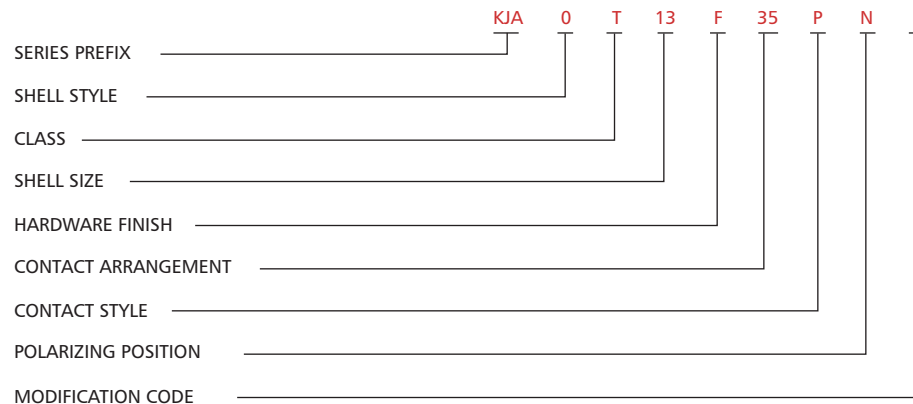 KJA 0 T 13 F 35 P N
SERIES PREFIX
SHELL STYLE
CLASS
SHELL SIZE
HARDWARE FINISH
CONTACT ARRANGEMENT
CONTACT STYLE
POLARIZING POSITION
MODIFICATION CODE